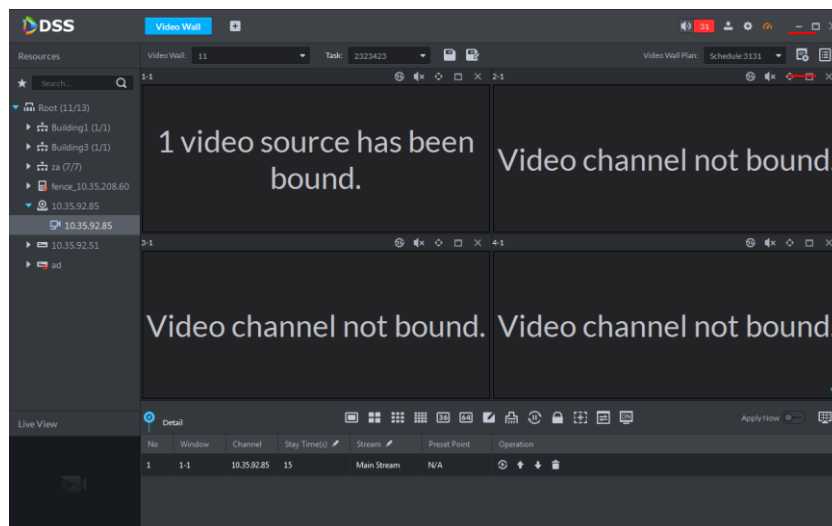 DSS Video Wall 31
Resources Video Wall: 11 Task: 2323423 Video Wall Plan: Schedule:3131
Search...
Root (11/13)
Building1 (1/1)
Building3 (1/1)
za (7/7)
fence_10.35.208.60
10.35.92.85
10.35.92.85
10.35.92.51
ad
1-1
1 video source has been
bound.
2-1
Video channel not bound.
3-1
Video channel not bound.
4-1
Video channel not bound.
Live View
Detail 36 64 ON Apply Now
No Window Channel Stay Time(s) Stream Preset Point Operation
1 1-1 10.35.92.85 15 Main Stream N/A